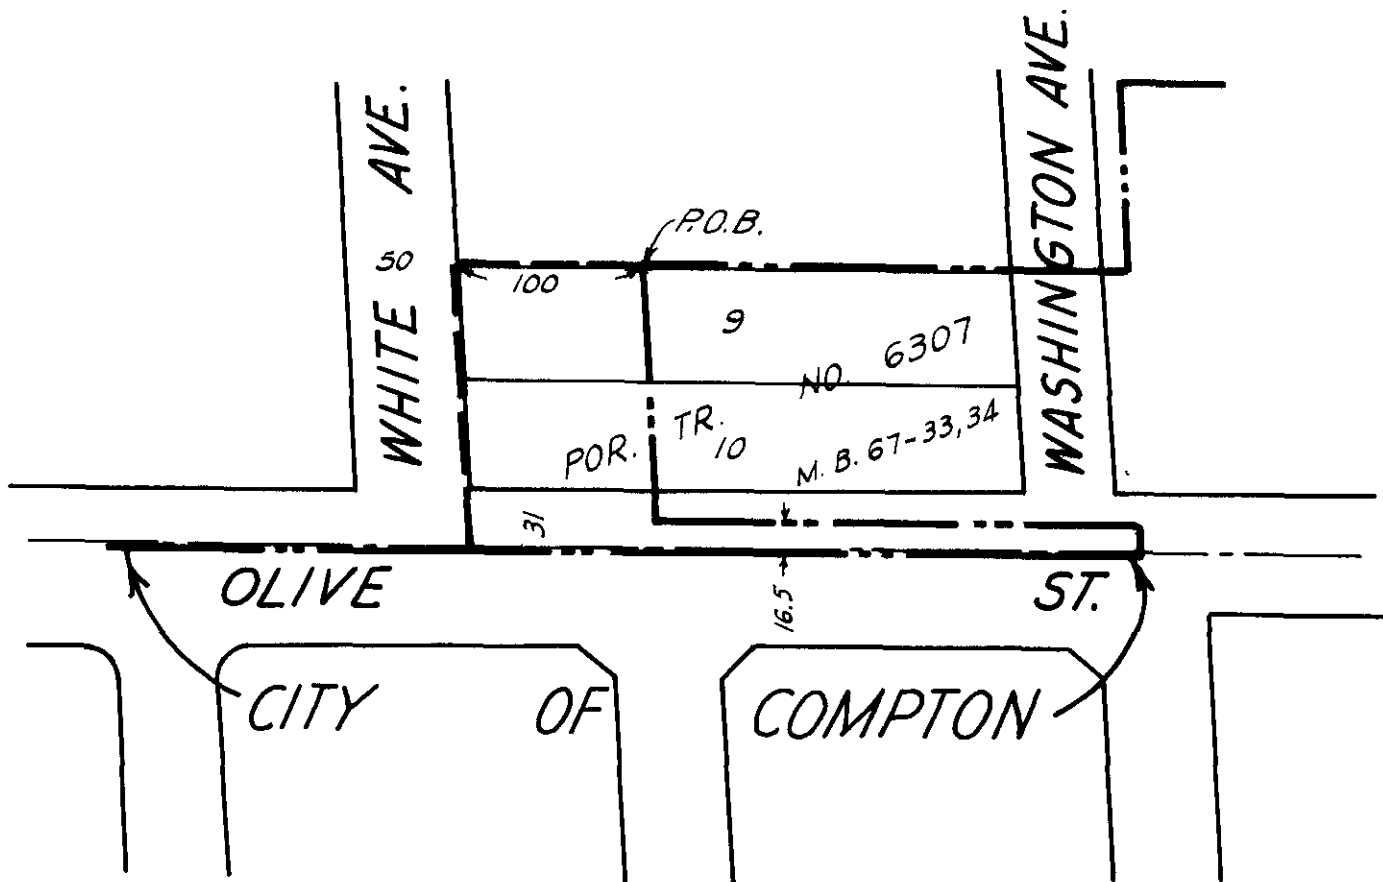 WHITE AVE.
WASHINGTON AVE.
P.O.B.
50
100
9
NO. 6307
POR. TR.
10
M. B. 67-33,34
31
16.5
OLIVE ST.
CITY OF COMPTON